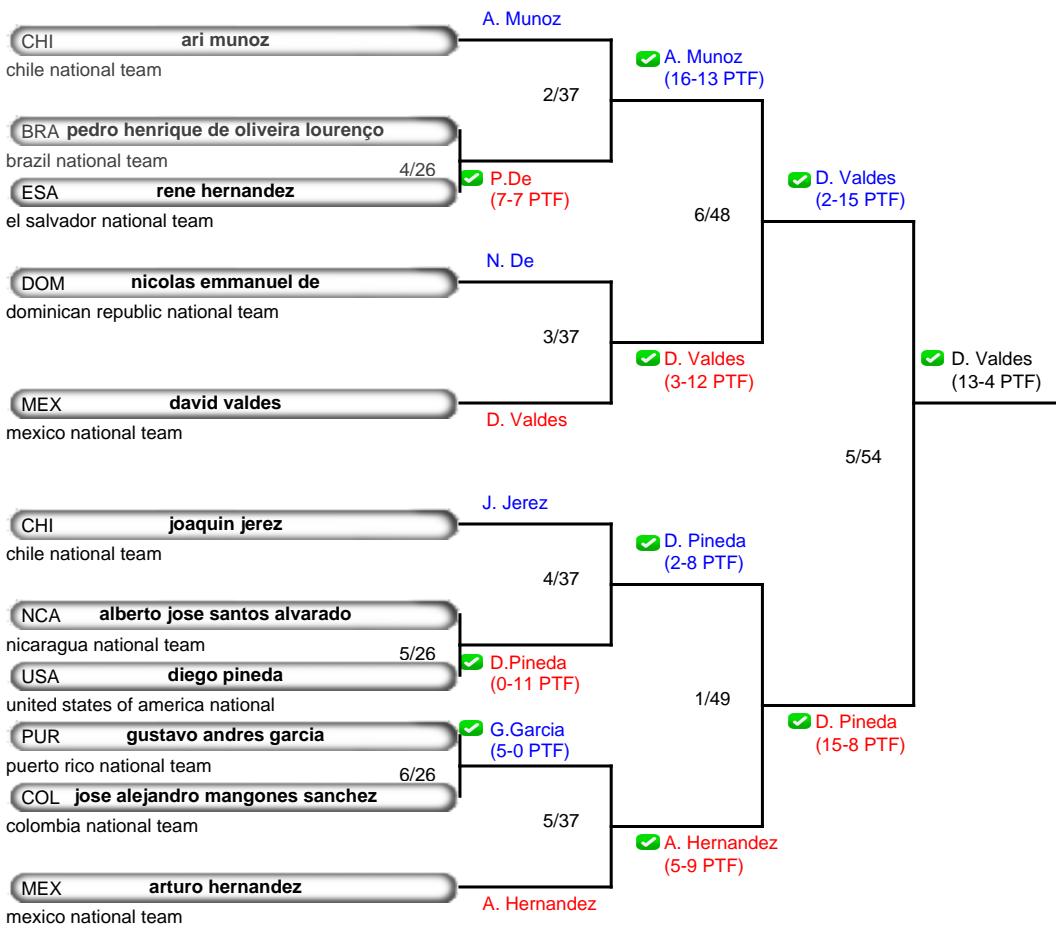 A. Munoz
CHI ari munoz
chile national team
A. Munoz
(16-13 PTF)
2/37
BRA pedro henrique de oliveira lourenço
brazil national team
4/26
ESA rene hernandez
P.De
(7-7 PTF)
el salvador national team
D. Valdes
(2-15 PTF)
6/48
N. De
DOM nicolas emmanuel de
dominican republic national team
3/37
D. Valdes
(3-12 PTF)
D. Valdes
(13-4 PTF)
MEX david valdes
D. Valdes
mexico national team
5/54
J. Jerez
CHI joaquin jerez
chile national team
D. Pineda
(2-8 PTF)
4/37
NCA alberto jose santos alvarado
nicaragua national team
5/26
USA diego pineda
D.Pineda
(0-11 PTF)
united states of america national
1/49
D. Pineda
(15-8 PTF)
PUR gustavo andres garcia
G.Garcia
(5-0 PTF)
puerto rico national team
6/26
COL jose alejandro mangones sanchez
colombia national team
5/37
A. Hernandez
(5-9 PTF)
MEX arturo hernandez
A. Hernandez
mexico national team